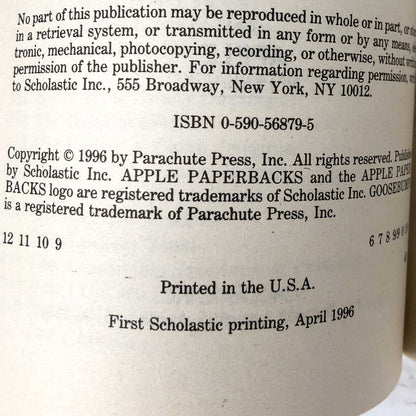 No part of this publication may be reproduced in whole or in part, or
in a retrieval system, or transmitted in any form or by any means,
tronic, mechanical, photocopying, recording, or otherwise, without
permission of the publisher. For information regarding permission,
to Scholastic Inc., 555 Broadway, New York, NY 10012.
ISBN 0-590-56879-5
Copyright © 1996 by Parachute Press, Inc. All rights reserved.
by Scholastic Inc. APPLE PAPERBACKS and the APPLE
BACKS logo are registered trademarks of Scholastic Inc.
is a registered trademark of Parachute Press, Inc.
12 11 10 9 6 7 8 9
Printed in the U.S.A.
First Scholastic printing, April 1996